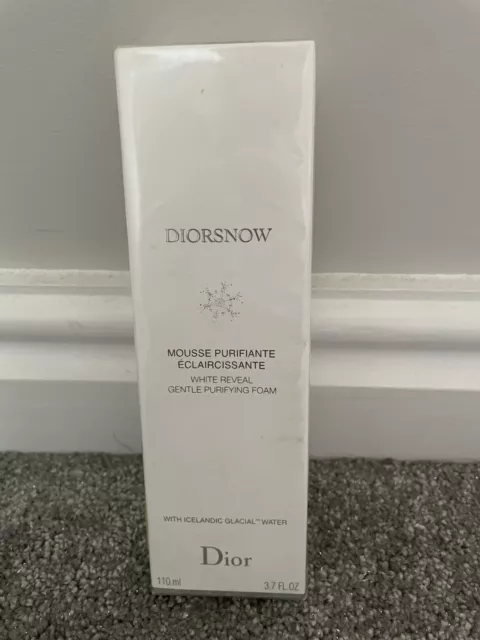 DIORSNOW
MOUSSE PURIFIANTE
ÉCLAIRCISSANTE
WHITE REVEAL
GENTLE PURIFYING FOAM
WITH ICELANDIC GLACIAL™ WATER
Dior
110 ml 3.7 FL.OZ